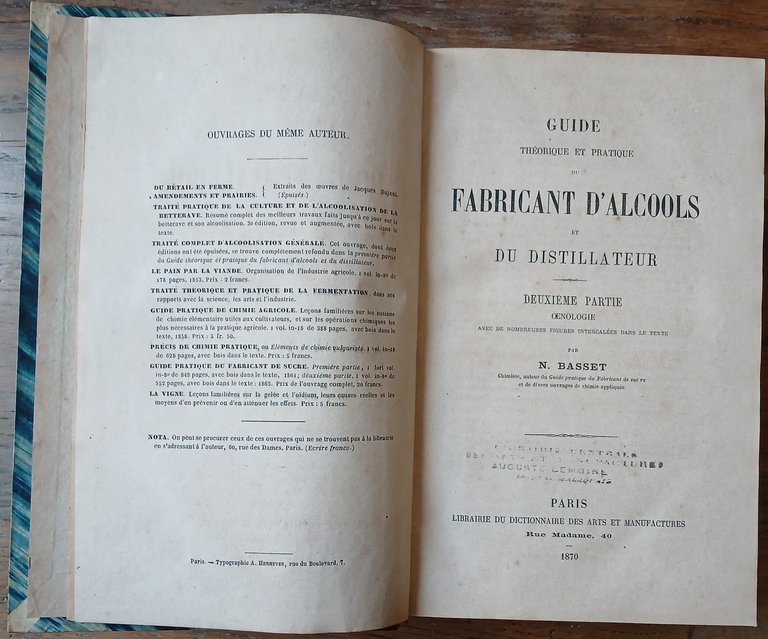 OUVRAGES DU MÊME AUTEUR.
DU BÉTAIL EN FERME. { Extraits des œuvres de Jacques Bujault,
AMENDEMENTS ET PRAIRIES. { (Epuisés.)
TRAITÉ PRATIQUE DE LA CULTURE ET DE L'ALCOOLISATION DE LA
BETTERAVE. Résumé complet des meilleurs travaux faits jusqu'à ce jour sur la
betterave et son alcoolisation. 3e édition, revue et augmentée, avec bois dans le
texte.
TRAITÉ COMPLET D'ALCOOLISATION GÉNÉRALE. Cet ouvrage, dont deux
éditions ont été épuisées, se trouve complètement refondu dans la première partie
du Guide théorique et pratique du fabricant d'alcools et du distillateur.
LE PAIN PAR LA VIANDE. Organisation de l'industrie agricole. 1 vol. in-8° de
178 pages, 1853. Prix : 2 francs.
TRAITÉ THÉORIQUE ET PRATIQUE DE LA FERMENTATION, dans ses
rapports avec la science, les arts et l'industrie.
GUIDE PRATIQUE DE CHIMIE AGRICOLE. Leçons familières sur les notions
de chimie élémentaire utiles aux cultivateurs, et sur les opérations chimiques les
plus nécessaires à la pratique agricole. 1 vol. in-18 de 388 pages, avec bois dans le
texte, 1858. Prix : 3 fr. 50.
PRÉCIS DE CHIMIE PRATIQUE, ou Eléments de chimie vulgarisée. 1 vol. in-18
de 628 pages, avec bois dans le texte. Prix : 5 francs.
GUIDE PRATIQUE DU FABRICANT DE SUCRE. Première partie, 1 fort vol.
in-8° de 848 pages, avec bois dans le texte, 1861; deuxième partie, 1 vol. in-8° de
552 pages, avec bois dans le texte : 1865. Prix de l'ouvrage complet, 20 francs.
LA VIGNE. Leçons familières sur la gelée et l'oïdium, leurs causes réelles et les
moyens d'en prévenir ou d'en atténuer les effets. Prix : 5 francs.
NOTA. On peut se procurer ceux de ces ouvrages qui ne se trouvent pas à la librairie
en s'adressant à l'auteur, 60, rue des Dames, Paris. (Ecrire franco.)
Paris. — Typographie A. HENNUYER, rue du Boulevard, 7.
GUIDE
THÉORIQUE ET PRATIQUE
DU
FABRICANT D'ALCOOLS
ET
DU DISTILLATEUR
DEUXIÈME PARTIE
ŒNOLOGIE
AVEC DE NOMBREUSES FIGURES INTERCALÉES DANS LE TEXTE
PAR
N. BASSET
Chimiste, auteur du Guide pratique du Fabricant de sucre
et de divers ouvrages de chimie appliquée.
LIBRAIRIE CENTRALE
DES ARTS ET MANUFACTURES
AUGUSTE LEMOINE
PARIS
LIBRAIRIE DU DICTIONNAIRE DES ARTS ET MANUFACTURES
Rue Madame, 40
1870